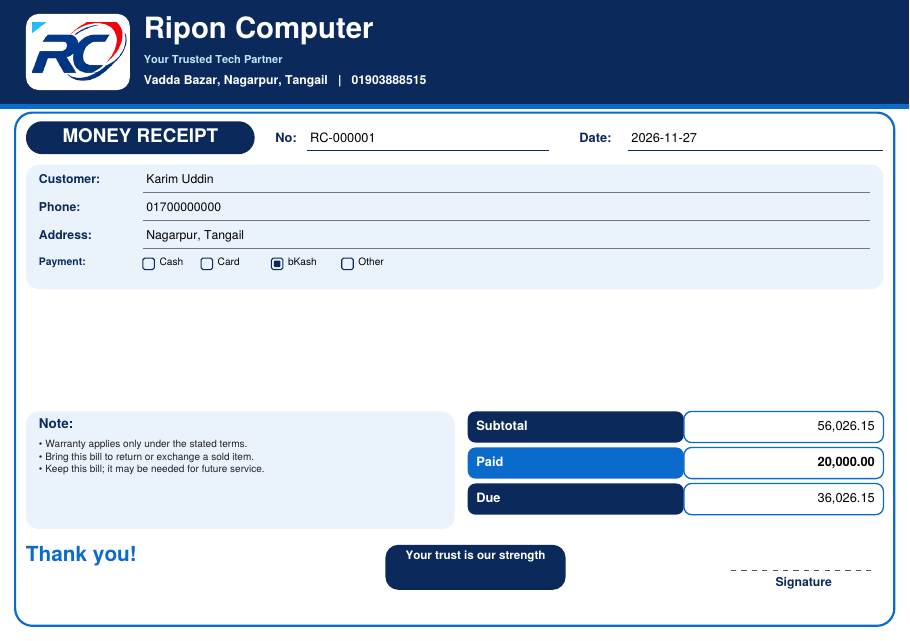 RC
Ripon Computer
Your Trusted Tech Partner
Vadda Bazar, Nagarpur, Tangail | 01903888515
MONEY RECEIPT No: RC-000001 Date: 2026-11-27
Customer: Karim Uddin
Phone: 01700000000
Address: Nagarpur, Tangail
Payment: Cash Card bKash Other
Note:
• Warranty applies only under the stated terms.
• Bring this bill to return or exchange a sold item.
• Keep this bill; it may be needed for future service.
Subtotal 56,026.15
Paid 20,000.00
Due 36,026.15
Thank you!
Your trust is our strength
Signature